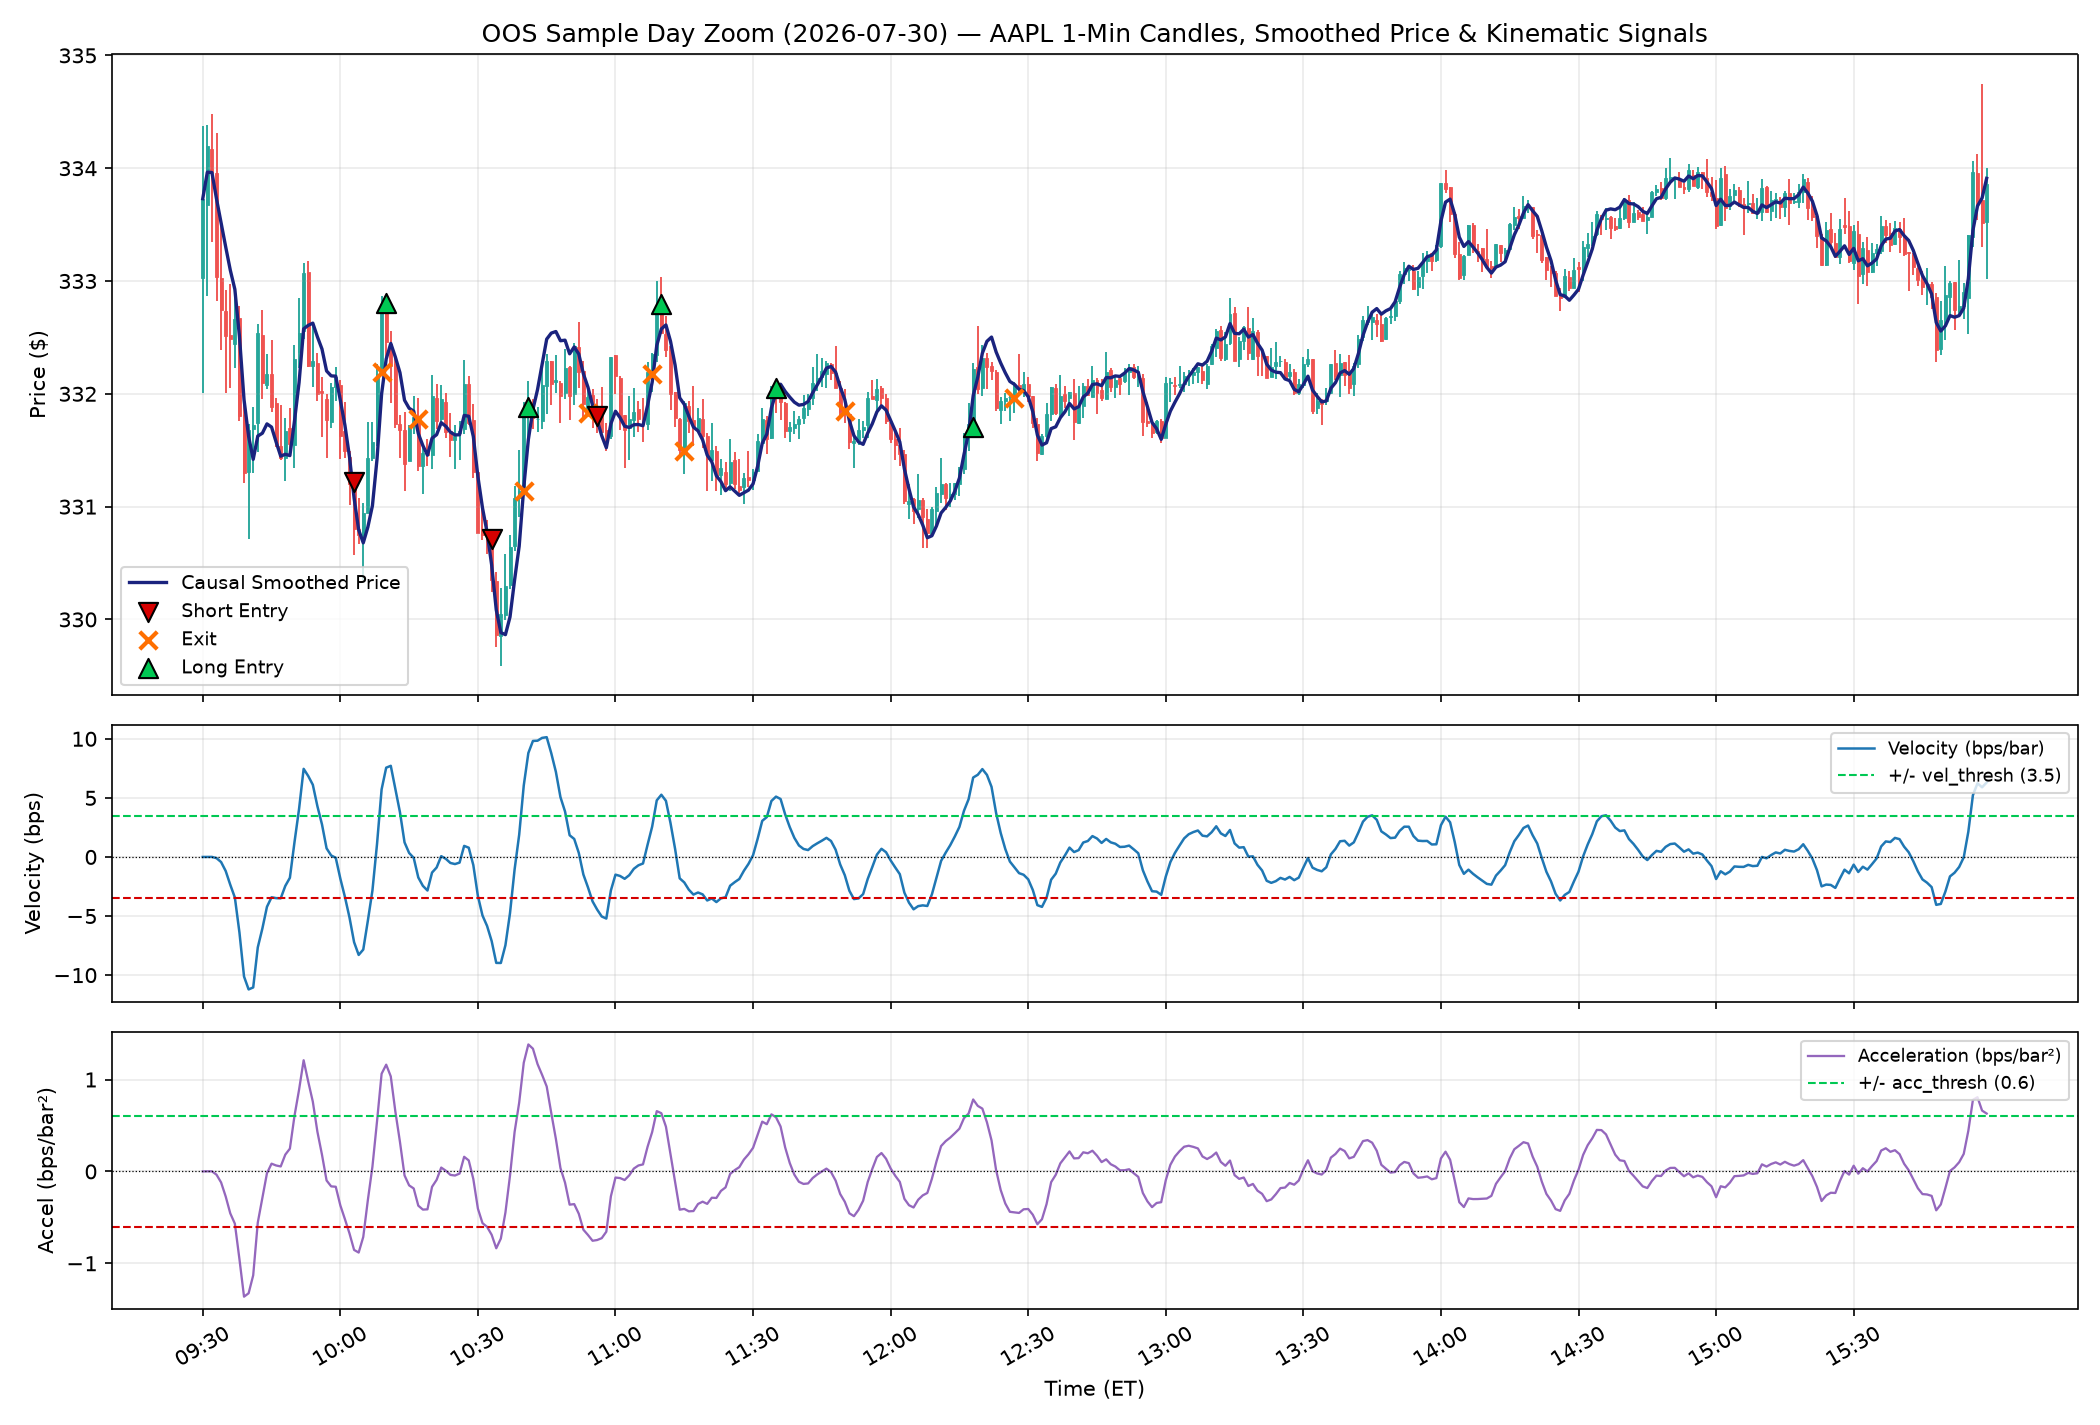 OOS Sample Day Zoom (2026-07-30) — AAPL 1-Min Candles, Smoothed Price & Kinematic Signals
Price ($)
335
334
333
332
331
330
Causal Smoothed Price
Short Entry
Exit
Long Entry
Velocity (bps)
10
5
0
−5
−10
Velocity (bps/bar)
+/- vel_thresh (3.5)
Accel (bps/bar²)
1
0
−1
Acceleration (bps/bar²)
+/- acc_thresh (0.6)
09:30
10:00
10:30
11:00
11:30
12:00
12:30
13:00
13:30
14:00
14:30
15:00
15:30
Time (ET)